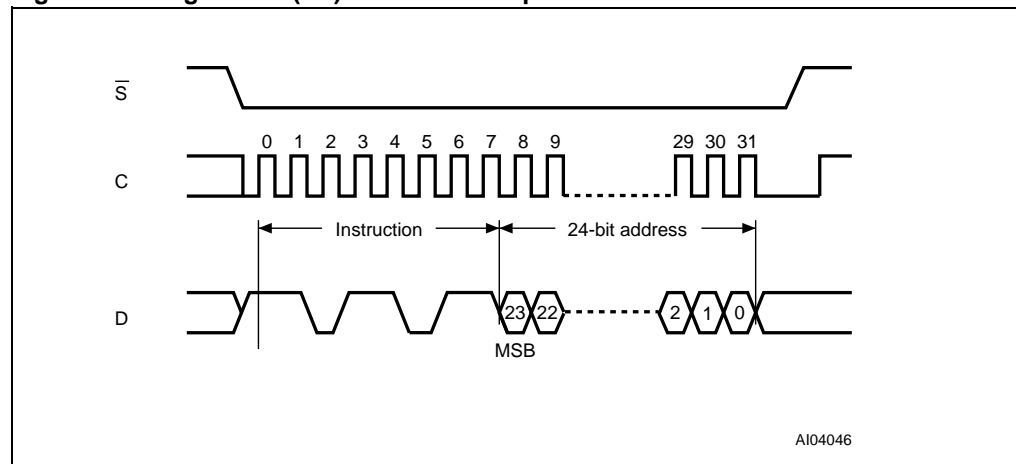 S
0 1 2 3 4 5 6 7 8 9 29 30 31
C
Instruction 24-bit address
D
23 22 2 1 0
MSB
AI04046